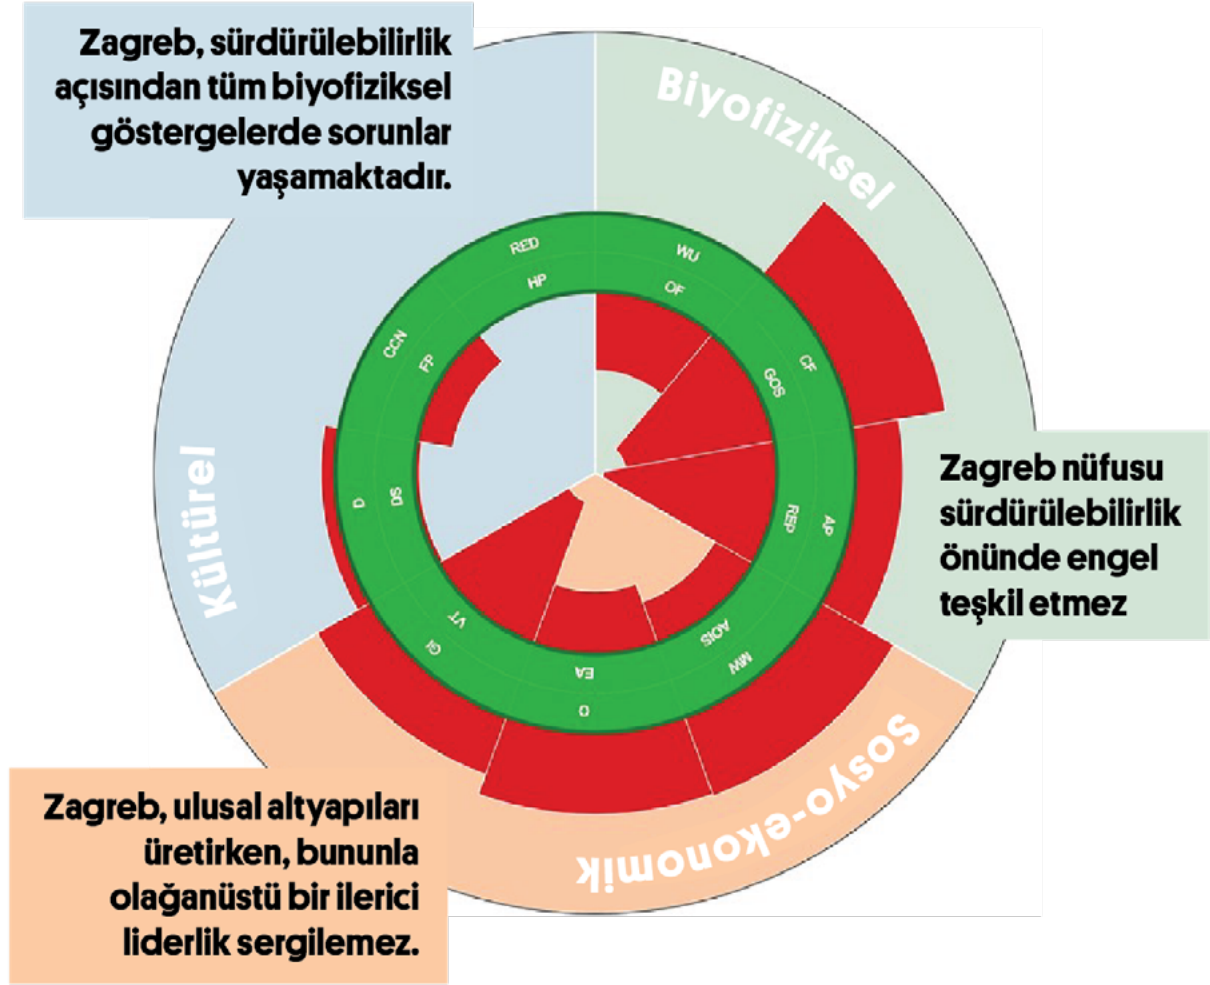 Zagreb, sürdürülebilirlik
açısından tüm biyofiziksel
göstergelerde sorunlar
yaşamaktadır.
Biyofiziksel
RED
WU
HP
OF
CCN
FP
CF
GOS
Kültürel
D
SD
AP
REP
Zagreb nüfusu
sürdürülebilirlik
önünde engel
teşkil etmez
GI
VT
EA
O
AOIS
MW
Sosyo-ekonomik
Zagreb, ulusal altyapıları
üretirken, bununla
olağanüstü bir ilerici
liderlik sergilemez.